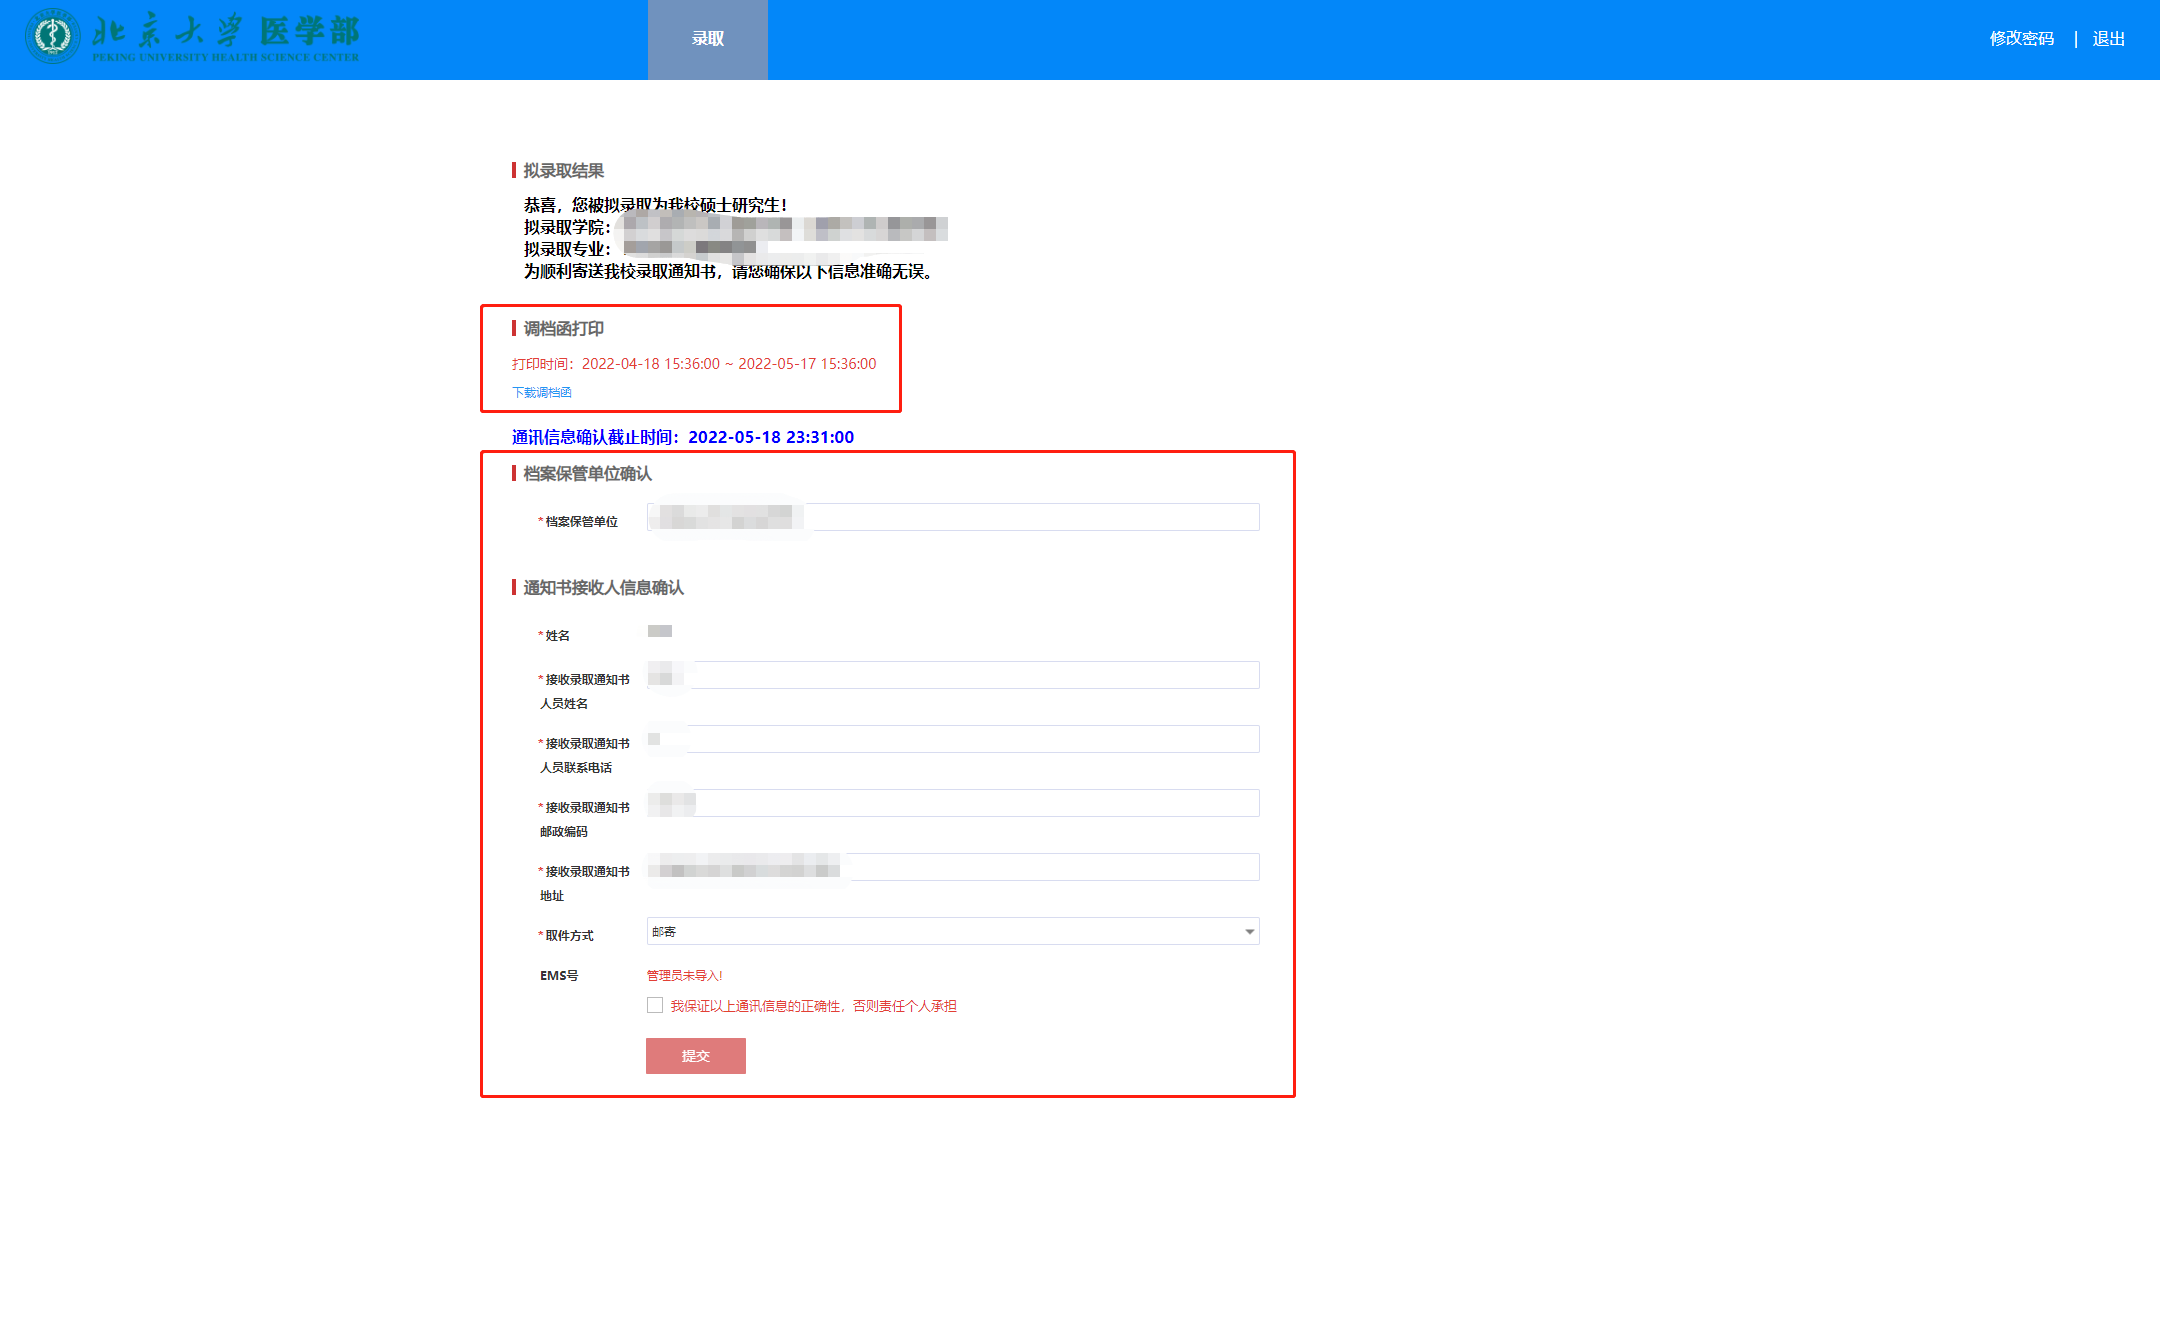 北京大学医学部
PEKING UNIVERSITY HEALTH SCIENCE CENTER
录取
修改密码 | 退出
拟录取结果
恭喜，您被拟录取为我校硕士研究生！
拟录取学院：
拟录取专业：
为顺利寄送我校录取通知书，请您确保以下信息准确无误。
调档函打印
打印时间：2022-04-18 15:36:00 ~ 2022-05-17 15:36:00
下载调档函
通讯信息确认截止时间：2022-05-18 23:31:00
档案保管单位确认
*档案保管单位
通知书接收人信息确认
*姓名
*接收录取通知书
人员姓名
*接收录取通知书
人员联系电话
*接收录取通知书
邮政编码
*接收录取通知书
地址
*取件方式 邮寄
EMS号 管理员未导入!
我保证以上通讯信息的正确性，否则责任个人承担
提交